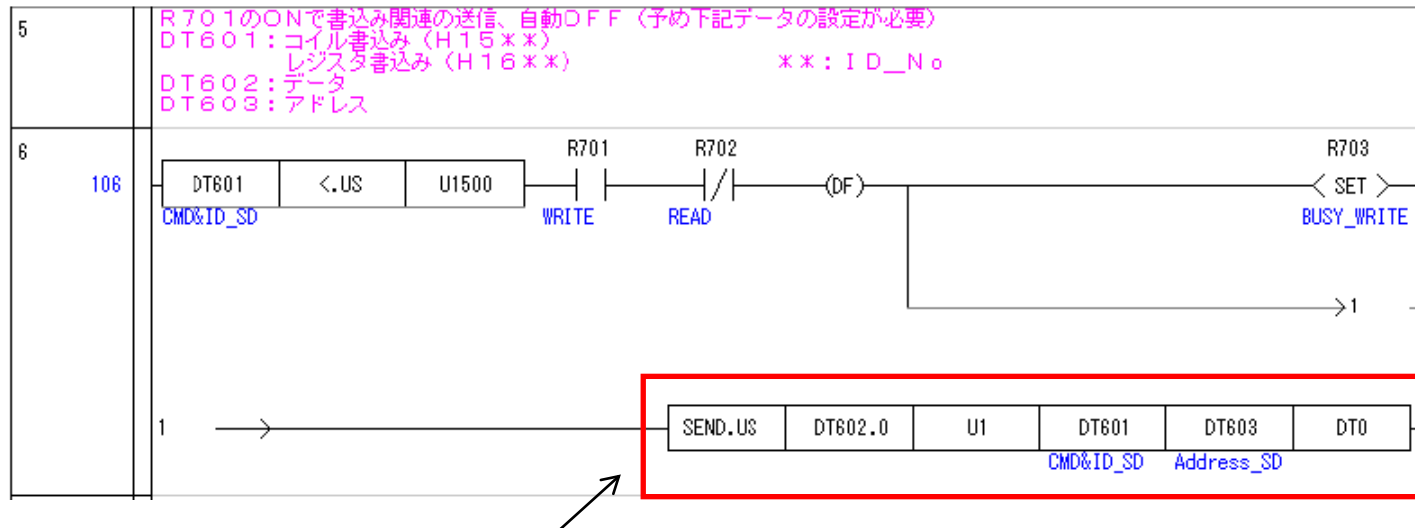 5
R701のONで書込み関連の送信、自動OFF（予め下記データの設定が必要）
DT601：コイル書込み（H15＊＊）
レジスタ書込み（H16＊＊） ＊＊：ID_No
DT602：データ
DT603：アドレス
6
R701 R702 R703
106 DT601 <.US U1500 (DF) SET
CMD&ID_SD WRITE READ BUSY_WRITE
1
1 SEND.US DT602.0 U1 DT601 DT603 DT0
CMD&ID_SD Address_SD